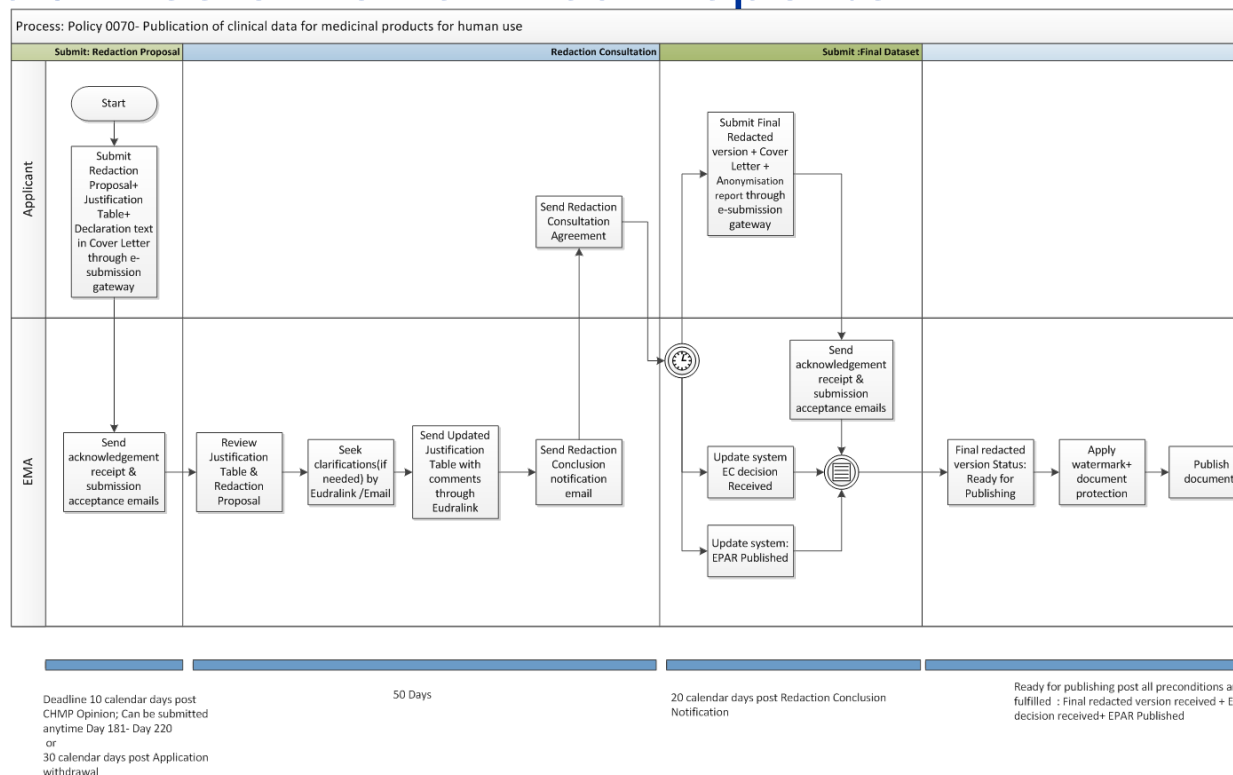 Process: Policy 0070- Publication of clinical data for medicinal products for human use
Submit: Redaction Proposal
Redaction Consultation
Submit :Final Dataset
Applicant
Start
Submit
Redaction
Proposal+
Justification
Table+
Declaration text
in Cover Letter
through e-
submission
gateway
Send Redaction
Consultation
Agreement
Submit Final
Redacted
version + Cover
Letter +
Anonymisation
report through
e-submission
gateway
EMA
Send
acknowledgement
receipt &
submission
acceptance emails
Review
Justification
Table &
Redaction
Proposal
Seek
clarifications(if
needed) by
Eudralink /Email
Send Updated
Justification
Table with
comments
through
Eudralink
Send Redaction
Conclusion
notification
email
Send
acknowledgement
receipt &
submission
acceptance emails
Update system
EC decision
Received
Update system:
EPAR Published
Final redacted
version Status:
Ready for
Publishing
Apply
watermark+
document
protection
Publish
document
Deadline 10 calendar days post
CHMP Opinion; Can be submitted
anytime Day 181- Day 220
or
30 calendar days post Application
withdrawal
50 Days
20 calendar days post Redaction Conclusion
Notification
Ready for publishing post all preconditions
fulfilled : Final redacted version received +
decision received+ EPAR Published